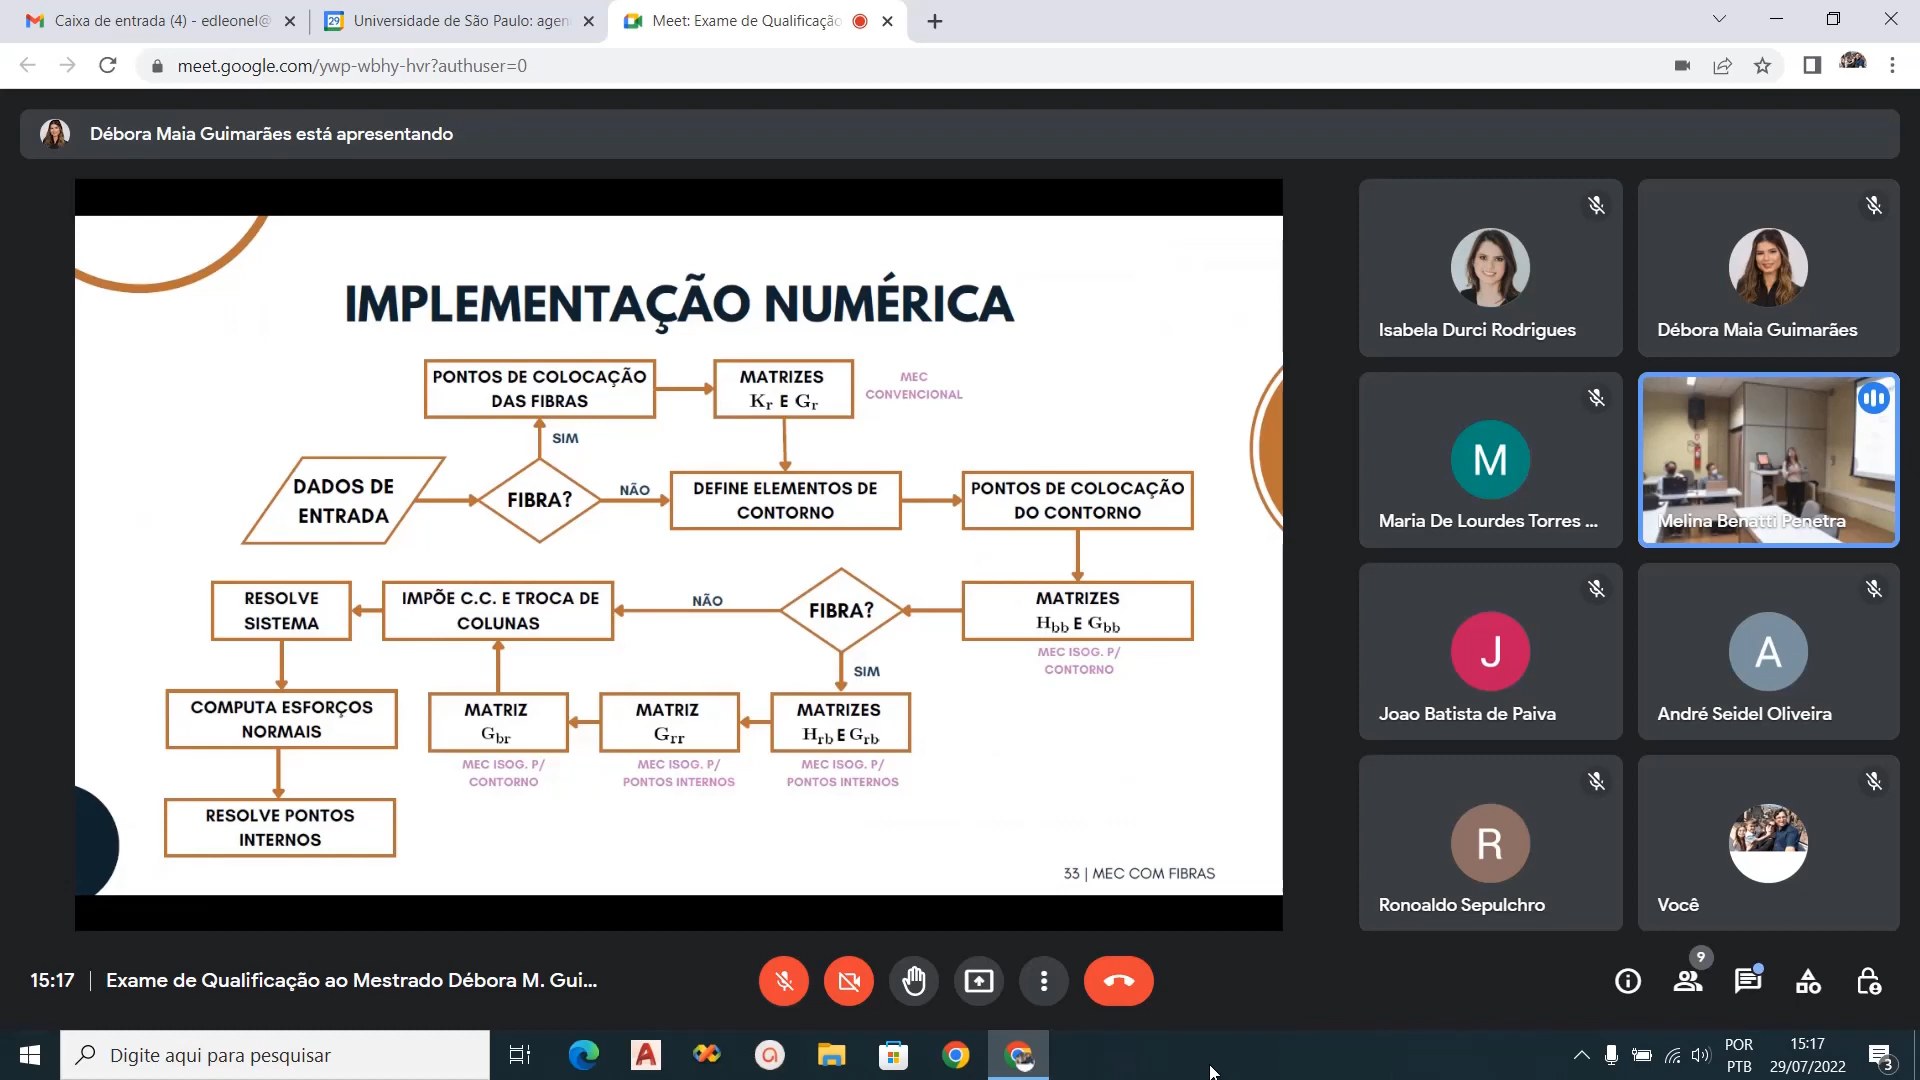 Caixa de entrada (4) - edleonel@
Universidade de São Paulo: agen
Meet: Exame de Qualificação
meet.google.com/ywp-wbhy-hvr?authuser=0
Débora Maia Guimarães está apresentando
IMPLEMENTAÇÃO NUMÉRICA
PONTOS DE COLOCAÇÃO
DAS FIBRAS
MATRIZES
Kr E Gr
MEC
CONVENCIONAL
SIM
DADOS DE
ENTRADA
FIBRA?
NÃO
DEFINE ELEMENTOS DE
CONTORNO
PONTOS DE COLOCAÇÃO
DO CONTORNO
RESOLVE
SISTEMA
IMPÕE C.C. E TROCA DE
COLUNAS
NÃO
FIBRA?
MATRIZES
Hbb E Gbb
MEC ISOG. P/
CONTORNO
SIM
COMPUTA ESFORÇOS
NORMAIS
MATRIZ
Gbr
MATRIZ
Grr
MATRIZES
Hrb E Grb
MEC ISOG. P/
CONTORNO
MEC ISOG. P/
PONTOS INTERNOS
MEC ISOG. P/
PONTOS INTERNOS
RESOLVE PONTOS
INTERNOS
33 | MEC COM FIBRAS
Isabela Durci Rodrigues
Débora Maia Guimarães
M
Maria De Lourdes Torres ...
Melina Benatti Penetra
J
Joao Batista de Paiva
A
André Seidel Oliveira
R
Ronoaldo Sepulchro
Você
15:17
Exame de Qualificação ao Mestrado Débora M. Gui...
9
Digite aqui para pesquisar
POR
PTB
15:17
29/07/2022
3